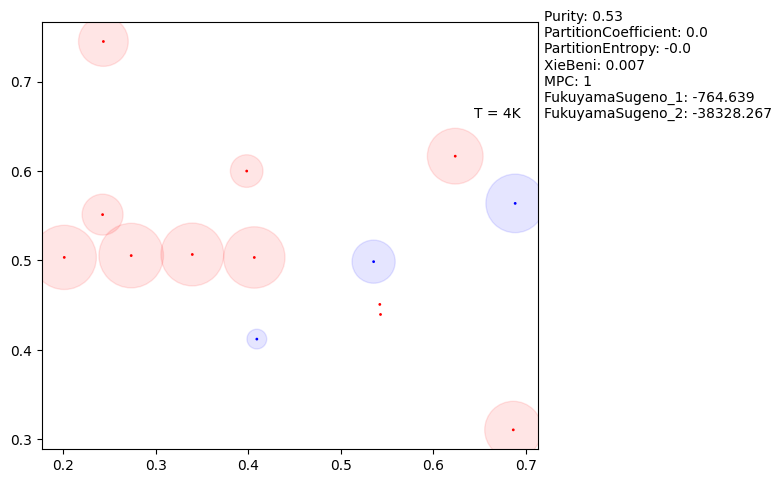 Purity: 0.53
PartitionCoefficient: 0.0
PartitionEntropy: -0.0
XieBeni: 0.007
MPC: 1
FukuyamaSugeno_1: -764.639
FukuyamaSugeno_2: -38328.267
T = 4K
0.7
0.6
0.5
0.4
0.3
0.2 0.3 0.4 0.5 0.6 0.7